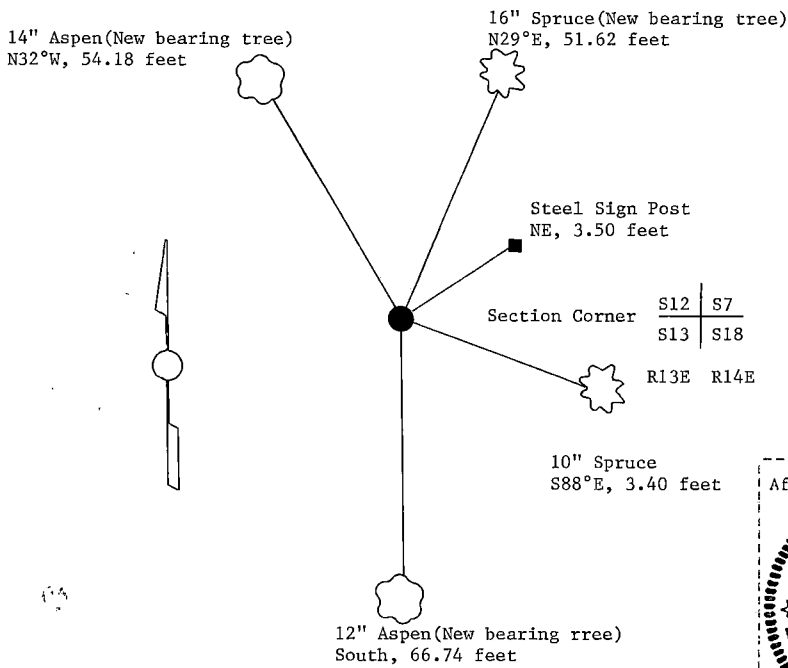 14" Aspen(New bearing tree)
N32°W, 54.18 feet
16" Spruce(New bearing tree)
N29°E, 51.62 feet
Steel Sign Post
NE, 3.50 feet
Section Corner
S12 S7
S13 S18
R13E R14E
10" Spruce
S88°E, 3.40 feet
Af
12" Aspen(New bearing rree)
South, 66.74 feet